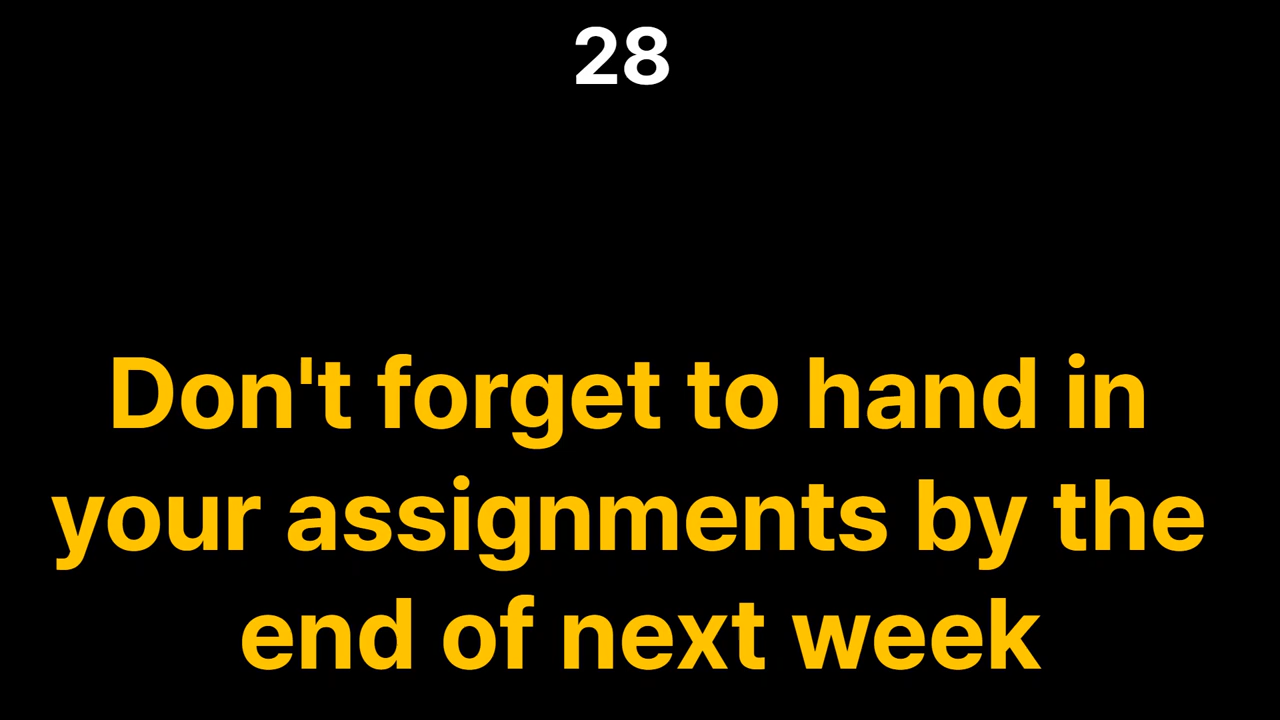 28
Don't forget to hand in
your assignments by the
end of next week